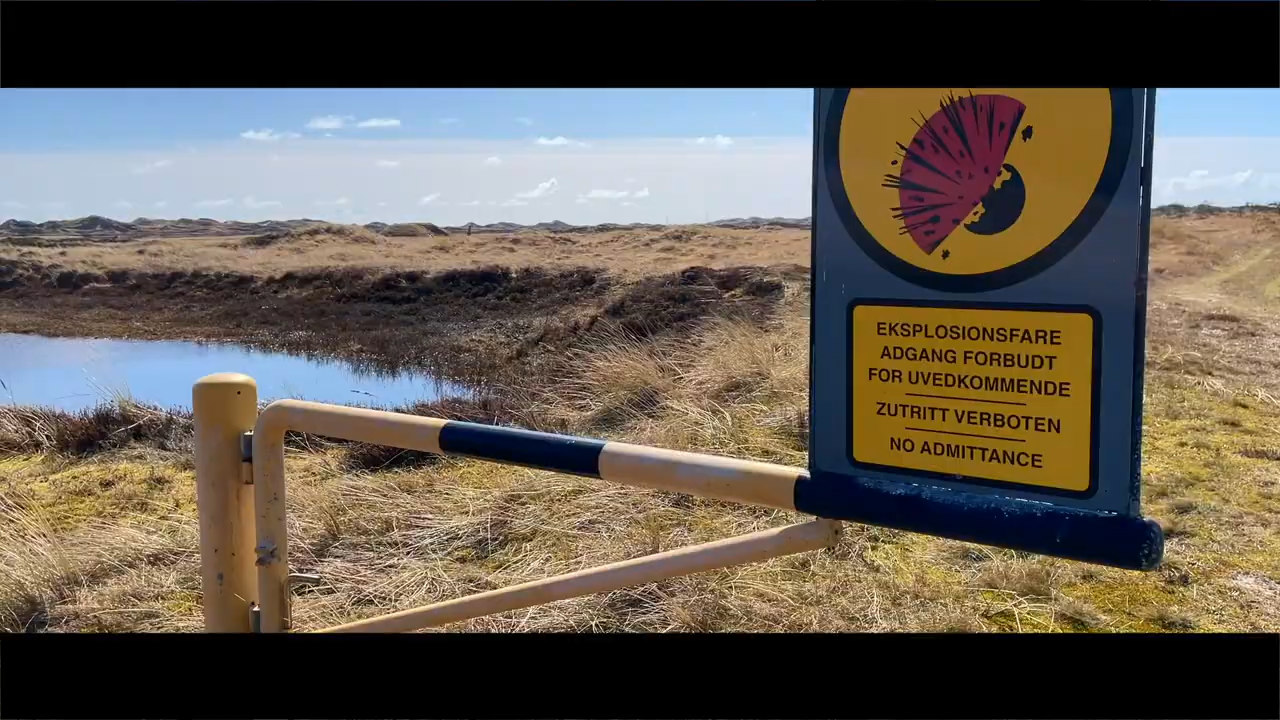 EKSPLOSIONSFARE
ADGANG FORBUDT
FOR UVEDKOMMENDE
ZUTRITT VERBOTEN
NO ADMITTANCE